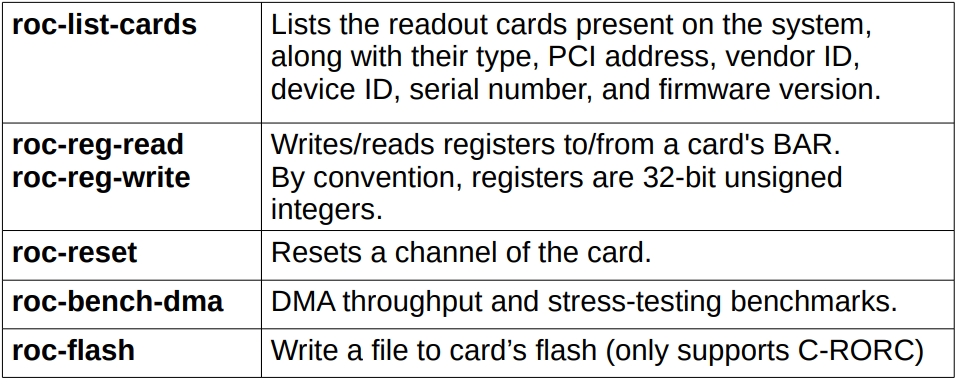 roc-list-cards
Lists the readout cards present on the system,
along with their type, PCI address, vendor ID,
device ID, serial number, and firmware version.
roc-reg-read
roc-reg-write
Writes/reads registers to/from a card's BAR.
By convention, registers are 32-bit unsigned
integers.
roc-reset
Resets a channel of the card.
roc-bench-dma
DMA throughput and stress-testing benchmarks.
roc-flash
Write a file to card’s flash (only supports C-RORC)